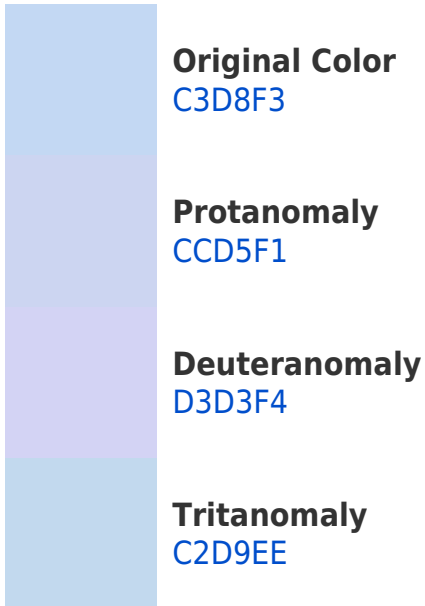 Original Color
C3D8F3
Protanomaly
CCD5F1
Deuteranomaly
D3D3F4
Tritanomaly
C2D9EE